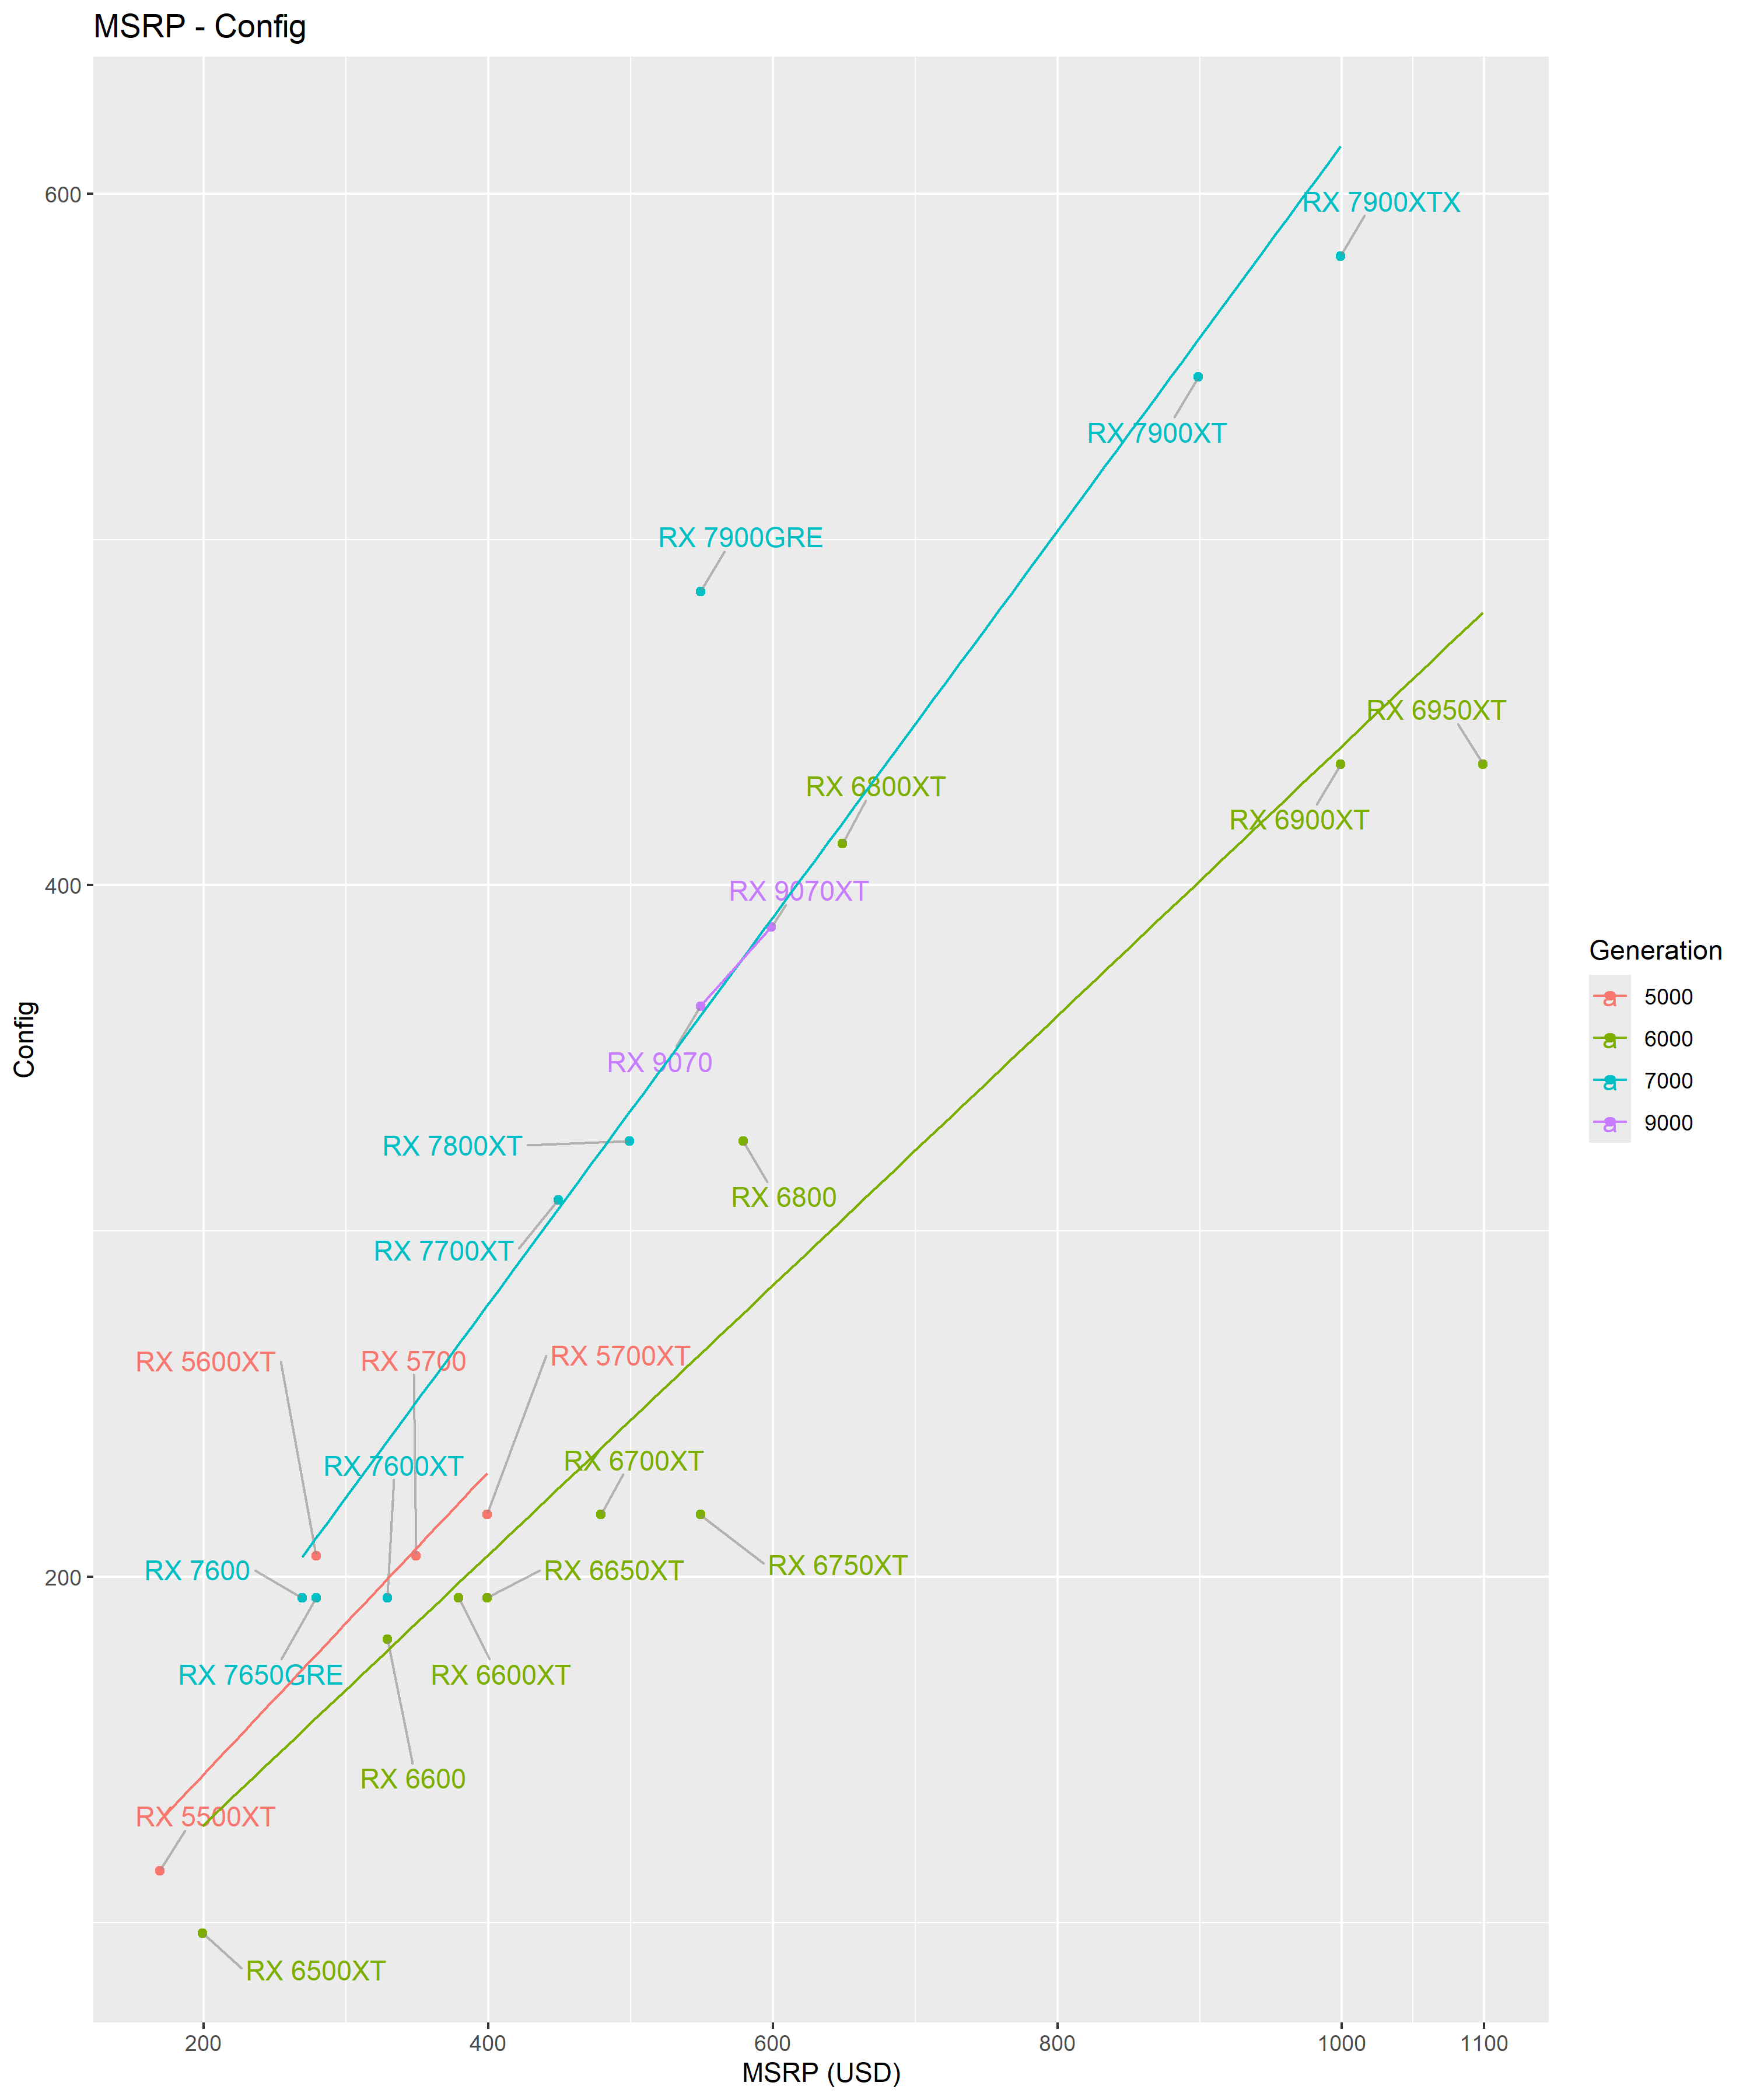 MSRP - Config
600
RX 7900XTX
RX 7900XT
RX 7900GRE
RX 6950XT
RX 6800XT
RX 6900XT
400
RX 9070XT
RX 9070
RX 7800XT
RX 6800
RX 7700XT
RX 5600XT
RX 5700
RX 5700XT
RX 7600XT
RX 6700XT
200
RX 7600
RX 6650XT
RX 6750XT
RX 7650GRE
RX 6600XT
RX 6600
RX 5500XT
RX 6500XT
200
400
600
800
1000
1100
MSRP (USD)
Config
Generation
a 5000
a 6000
a 7000
a 9000